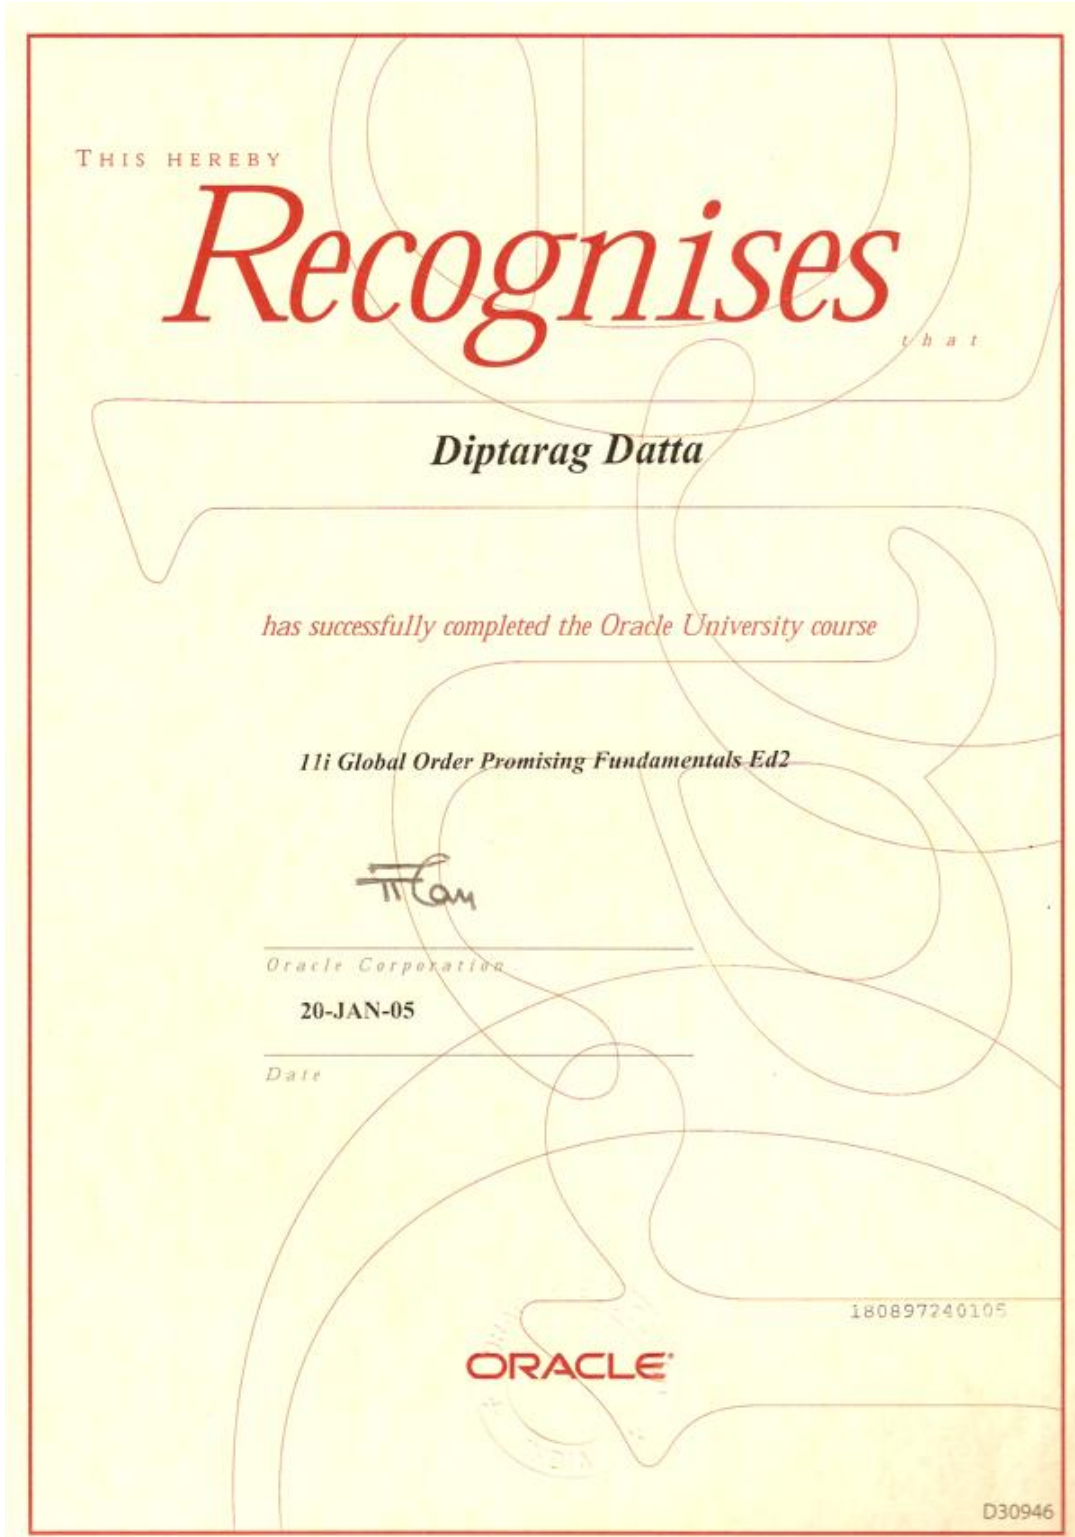 THIS HEREBY
Recognises
that
Diptarag Datta
has successfully completed the Oracle University course
11i Global Order Promising Fundamentals Ed2
Oracle Corporation
20-JAN-05
Date
180897240105
ORACLE®
D30946